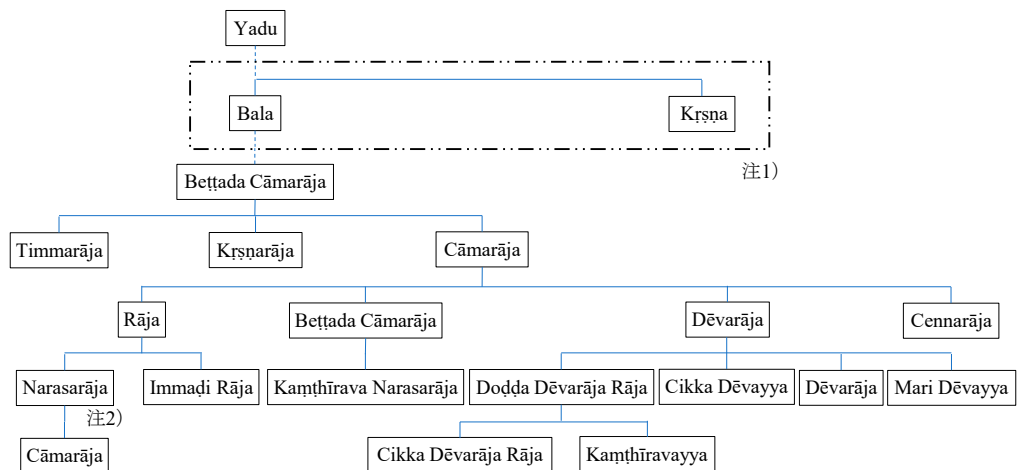 Yadu
Bala
Kṛṣṇa
注1）
Beṭṭada Cāmarāja
Timmarāja
Kṛṣṇarāja
Cāmarāja
Rāja
Beṭṭada Cāmarāja
Dēvarāja
Cennarāja
Narasarāja
Immaḍi Rāja
Kaṃṭhīrava Narasarāja
Doḍḍa Dēvarāja Rāja
Cikka Dēvayya
Dēvarāja
Mari Dēvayya
注2）
Cāmarāja
Cikka Dēvarāja Rāja
Kaṃṭhīravayya